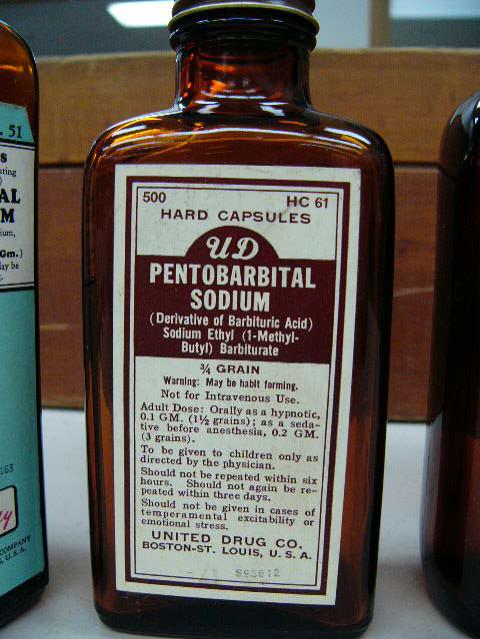 500 HC 61
HARD CAPSULES
UD
PENTOBARBITAL
SODIUM
(Derivative of Barbituric Acid)
Sodium Ethyl (1-Methyl-
Butyl) Barbiturate
¾ GRAIN
Warning: May be habit forming.
Not for Intravenous Use.
Adult Dose: Orally as a hypnotic,
0.1 GM. (1½ grains); as a seda-
tive before anesthesia, 0.2 GM.
(3 grains).
To be given to children only as
directed by the physician.
Should not be repeated within six
hours. Should not again be re-
peated within three days.
Should not be given in cases of
temperamental excitability or
emotional stress.
UNITED DRUG CO.
BOSTON-ST. LOUIS, U. S. A.
. 51
S
ating
AL
M
ium,
Gm.)
ay be
163
COMPANY
, U. S. A.